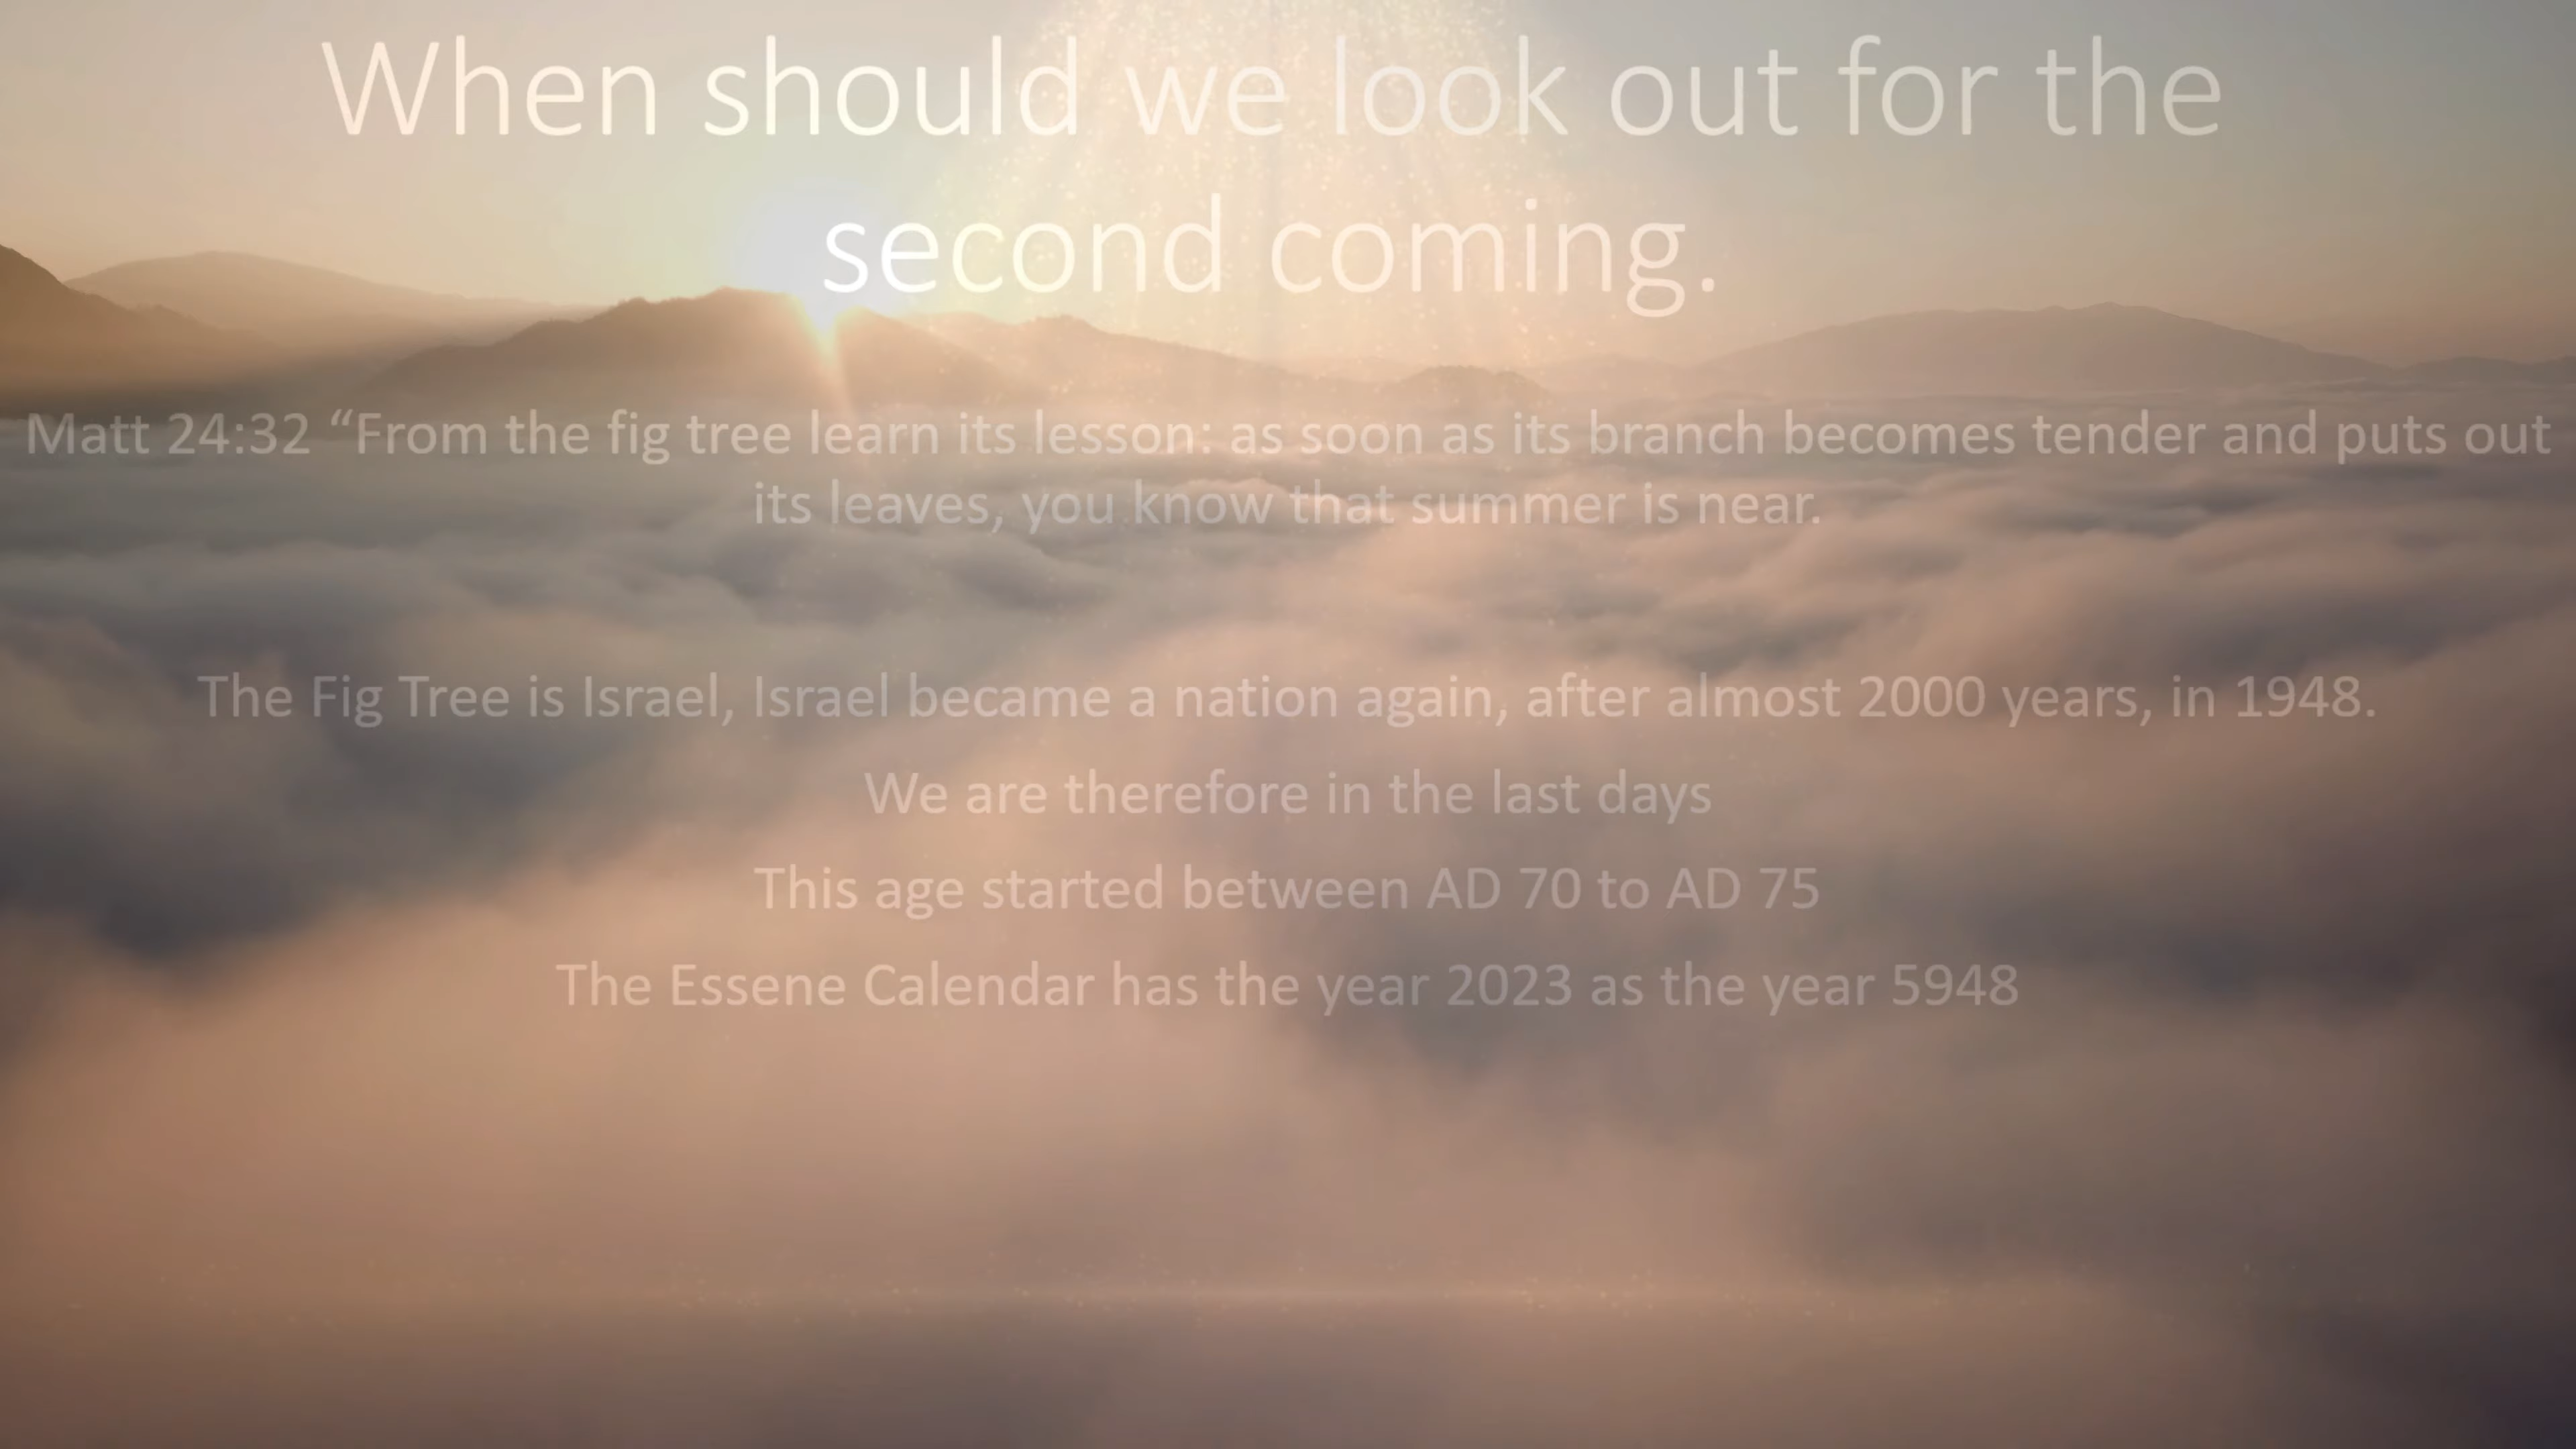 When should we look out for the
second coming.
Matt 24:32 “From the fig tree learn its lesson: as soon as its branch becomes tender and puts out
its leaves, you know that summer is near.
The Fig Tree is Israel, Israel became a nation again, after almost 2000 years, in 1948.
We are therefore in the last days
This age started between AD 70 to AD 75
The Essene Calendar has the year 2023 as the year 5948